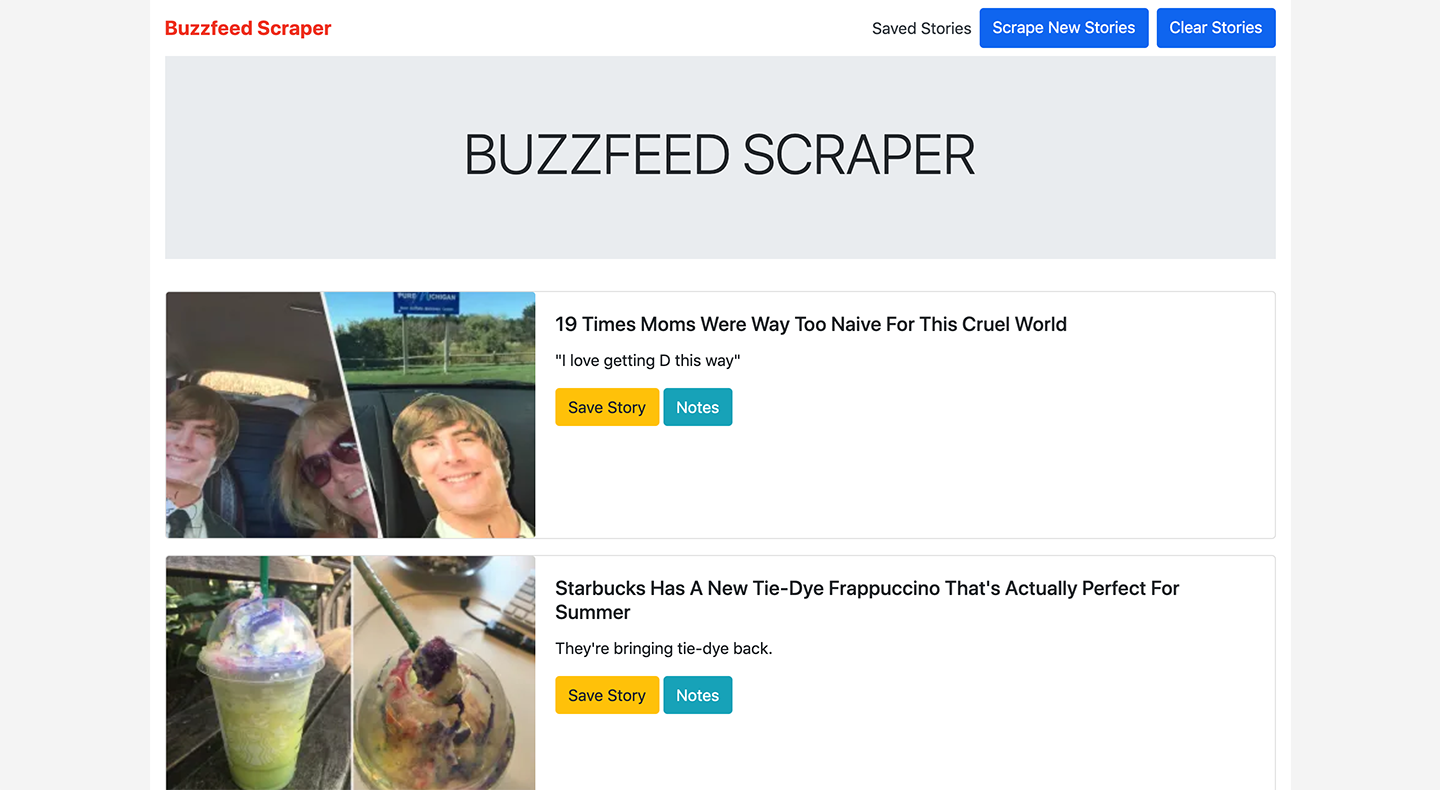 Buzzfeed Scraper
Saved Stories
Scrape New Stories
Clear Stories
BUZZFEED SCRAPER
PURE MICHIGAN
19 Times Moms Were Way Too Naive For This Cruel World
"I love getting D this way"
Save Story
Notes
Starbucks Has A New Tie-Dye Frappuccino That's Actually Perfect For
Summer
They're bringing tie-dye back.
Save Story
Notes